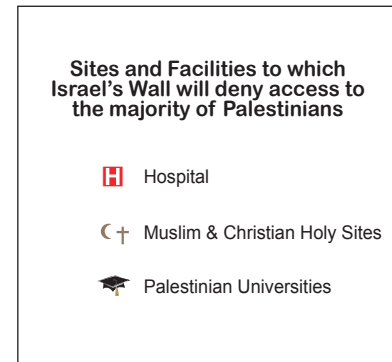 Sites and Facilities to which
Israel's Wall will deny access to
the majority of Palestinians
H Hospital
Muslim & Christian Holy Sites
Palestinian Universities